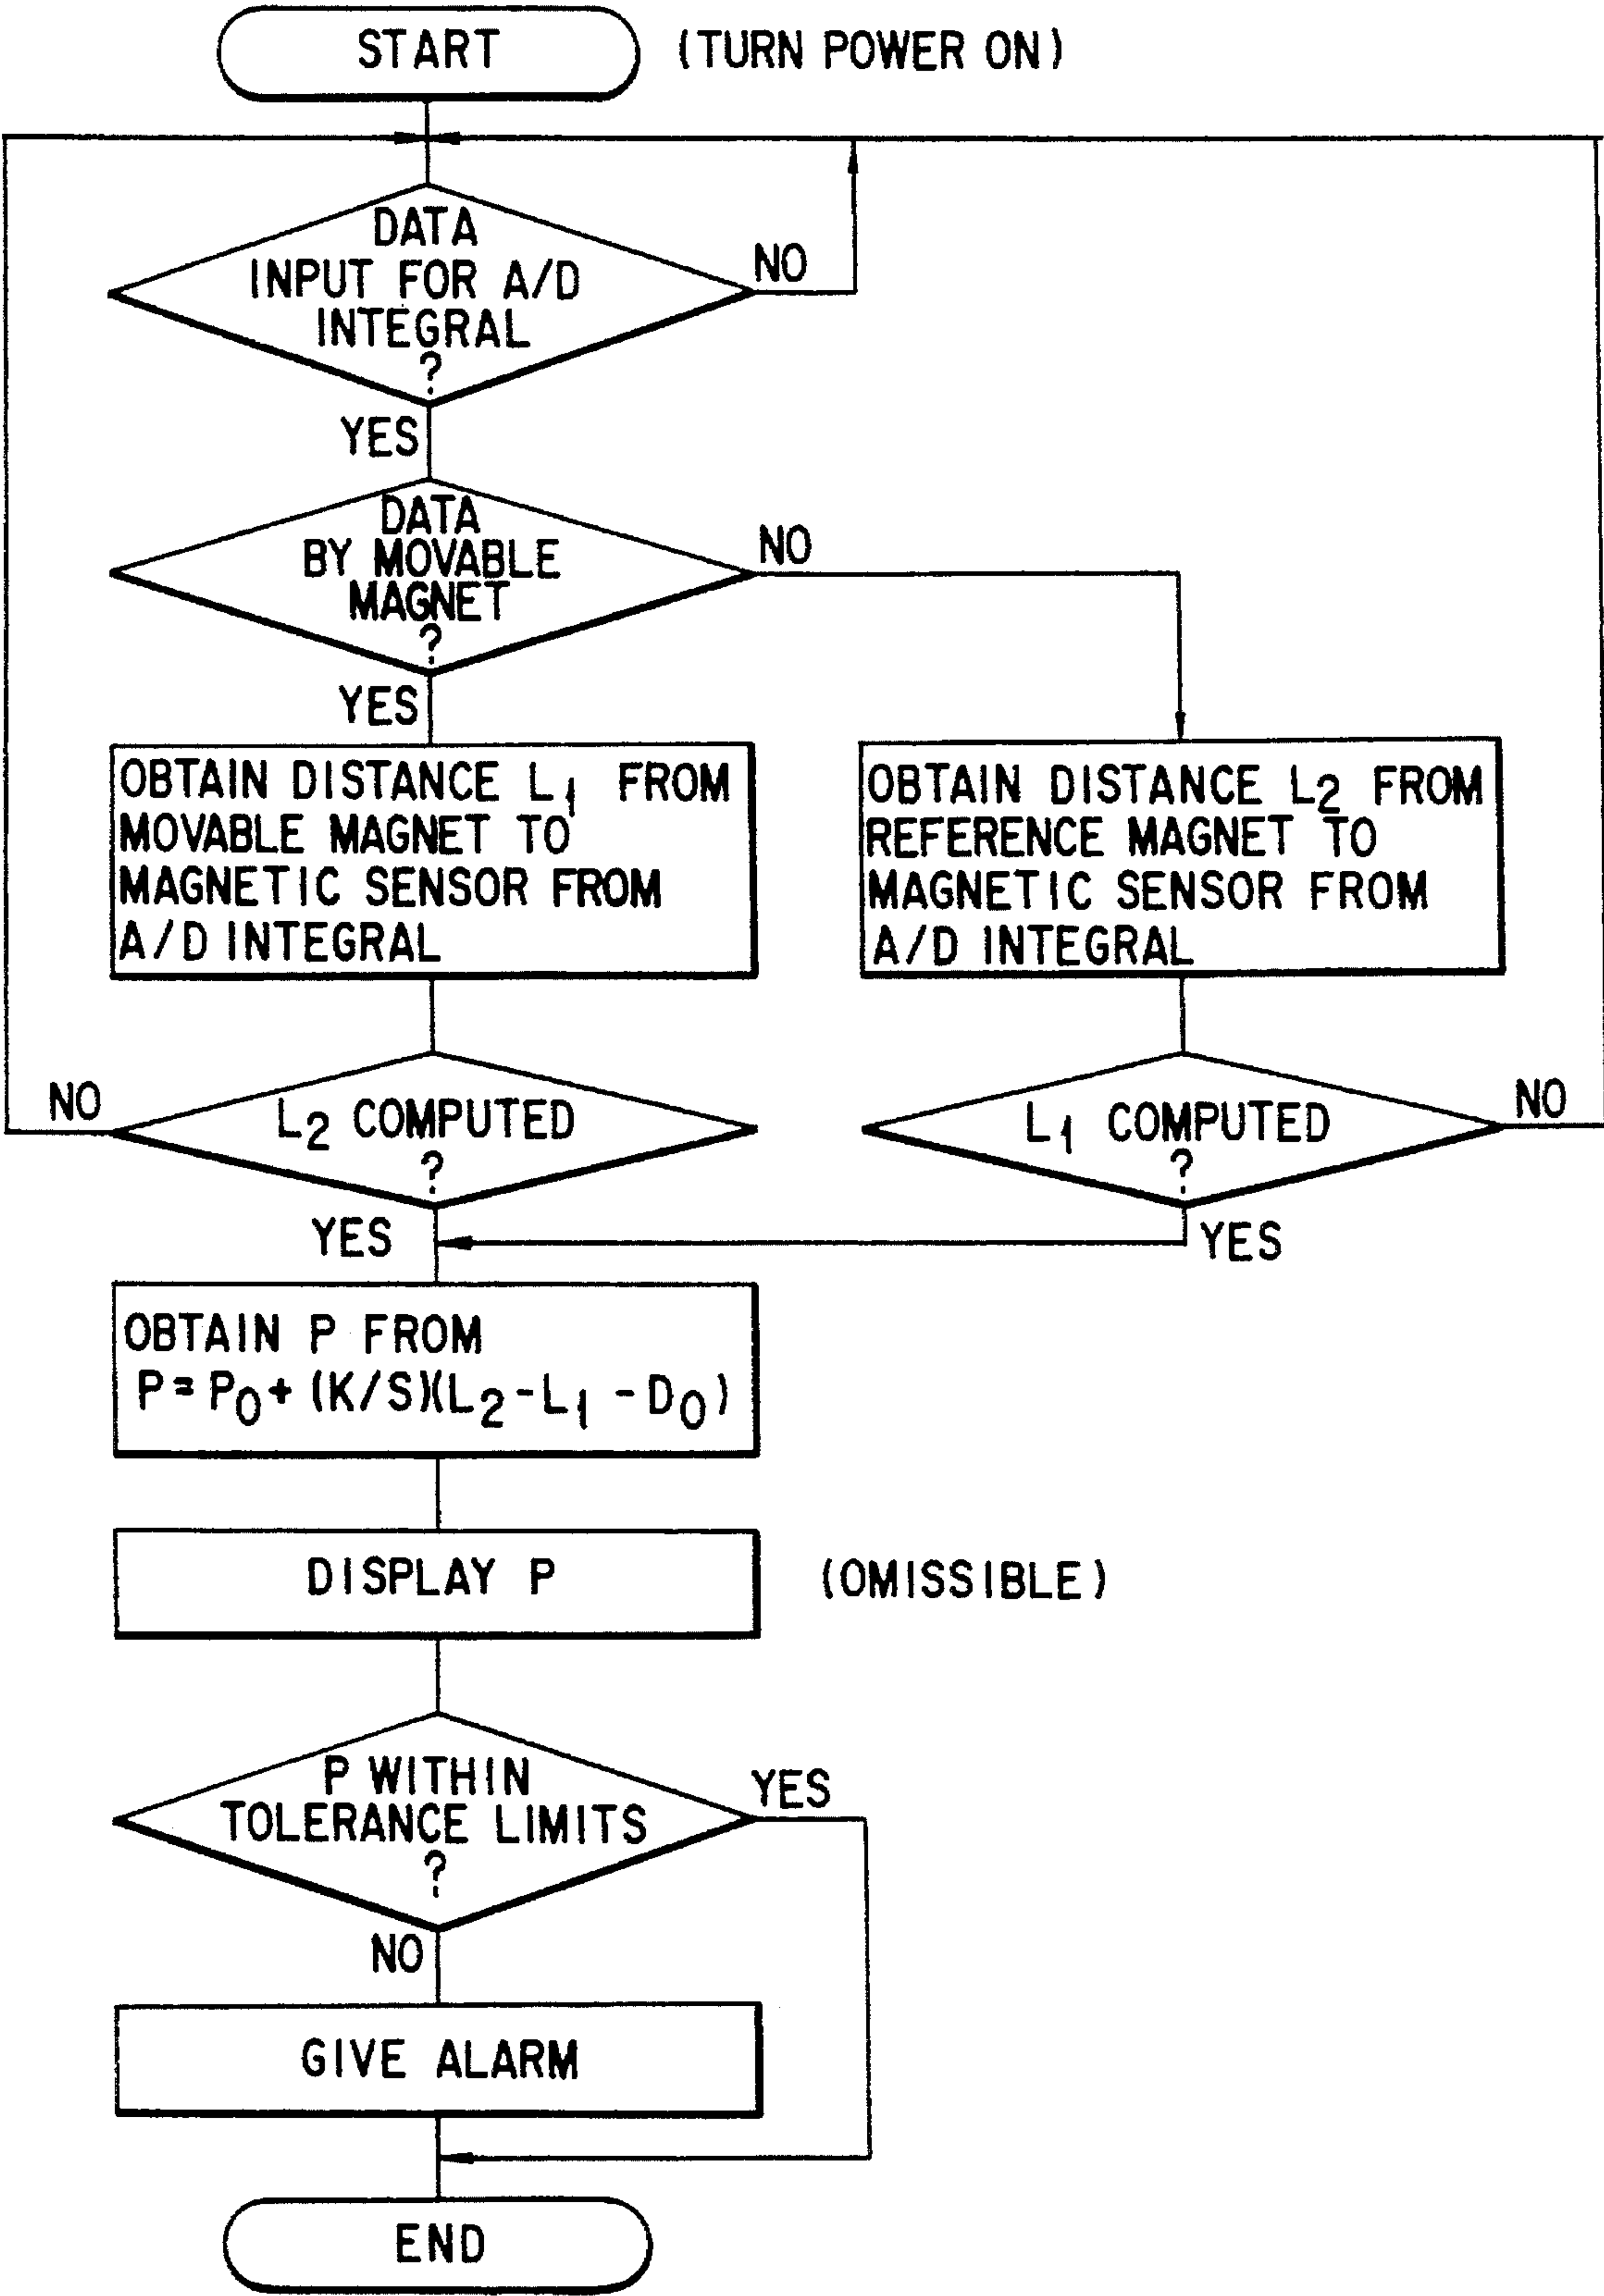 START
(TURN POWER ON)
DATA
INPUT FOR A/D
INTEGRAL
?
NO
YES
DATA
BY MOVABLE
MAGNET
?
NO
YES
OBTAIN DISTANCE L1 FROM
MOVABLE MAGNET TO
MAGNETIC SENSOR FROM
A/D INTEGRAL
OBTAIN DISTANCE L2 FROM
REFERENCE MAGNET TO
MAGNETIC SENSOR FROM
A/D INTEGRAL
NO
L2 COMPUTED
?
YES
L1 COMPUTED
?
NO
YES
OBTAIN P FROM
P=P0+(K/S)(L2-L1-D0)
DISPLAY P
(OMISSIBLE)
P WITHIN
TOLERANCE LIMITS
?
YES
NO
GIVE ALARM
END